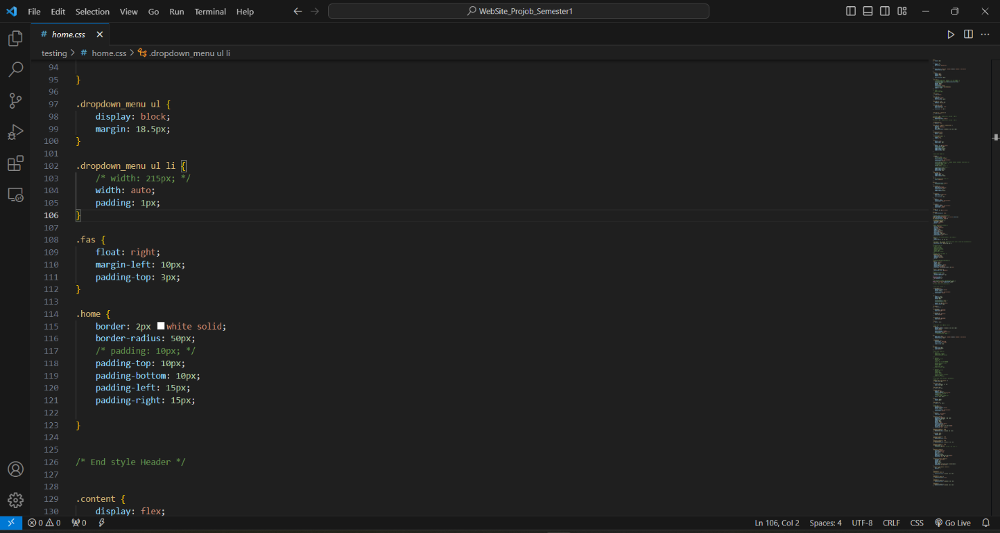 File Edit Selection View Go Run Terminal Help
WebSite_Projob_Semester1
# home.css
testing > # home.css > .dropdown_menu ul li
94
95 }
96
97 .dropdown_menu ul {
98 display: block;
99 margin: 18.5px;
100 }
101
102 .dropdown_menu ul li {
103 /* width: 215px; */
104 width: auto;
105 padding: 1px;
106 }
107
108 .fas {
109 float: right;
110 margin-left: 10px;
111 padding-top: 3px;
112 }
113
114 .home {
115 border: 2px white solid;
116 border-radius: 50px;
117 /* padding: 10px; */
118 padding-top: 10px;
119 padding-bottom: 10px;
120 padding-left: 15px;
121 padding-right: 15px;
122
123 }
124
125
126 /* End style Header */
127
128
129 .content {
130 display: flex;
0 0 0 Ln 106, Col 2 Spaces: 4 UTF-8 CRLF CSS Go Live